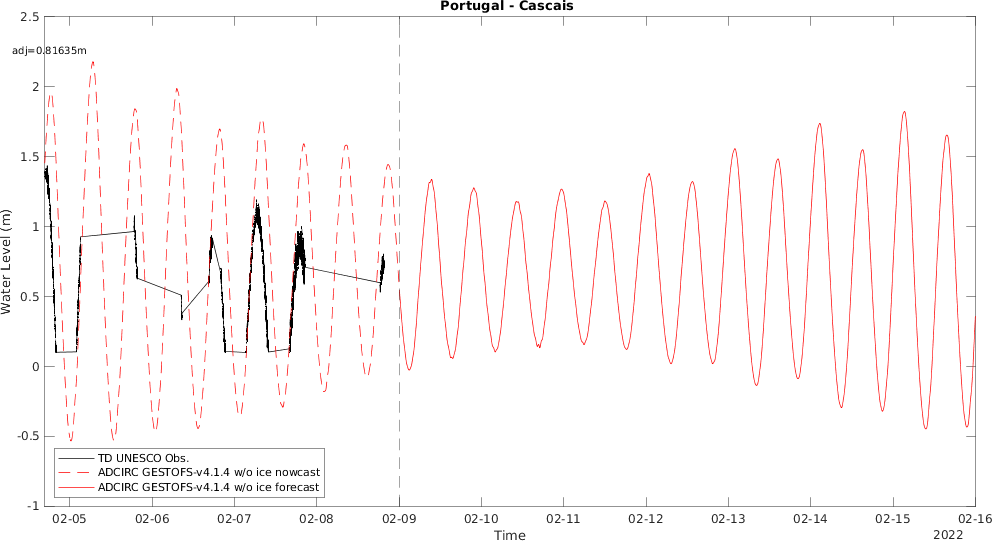 Portugal - Cascais
adj=0.81635m
2.5
2
1.5
1
0.5
0
-0.5
-1
Water Level (m)
TD UNESCO Obs.
ADCIRC GESTOFS-v4.1.4 w/o ice nowcast
ADCIRC GESTOFS-v4.1.4 w/o ice forecast
02-05 02-06 02-07 02-08 02-09 02-10 02-11 02-12 02-13 02-14 02-15 02-16
Time
2022